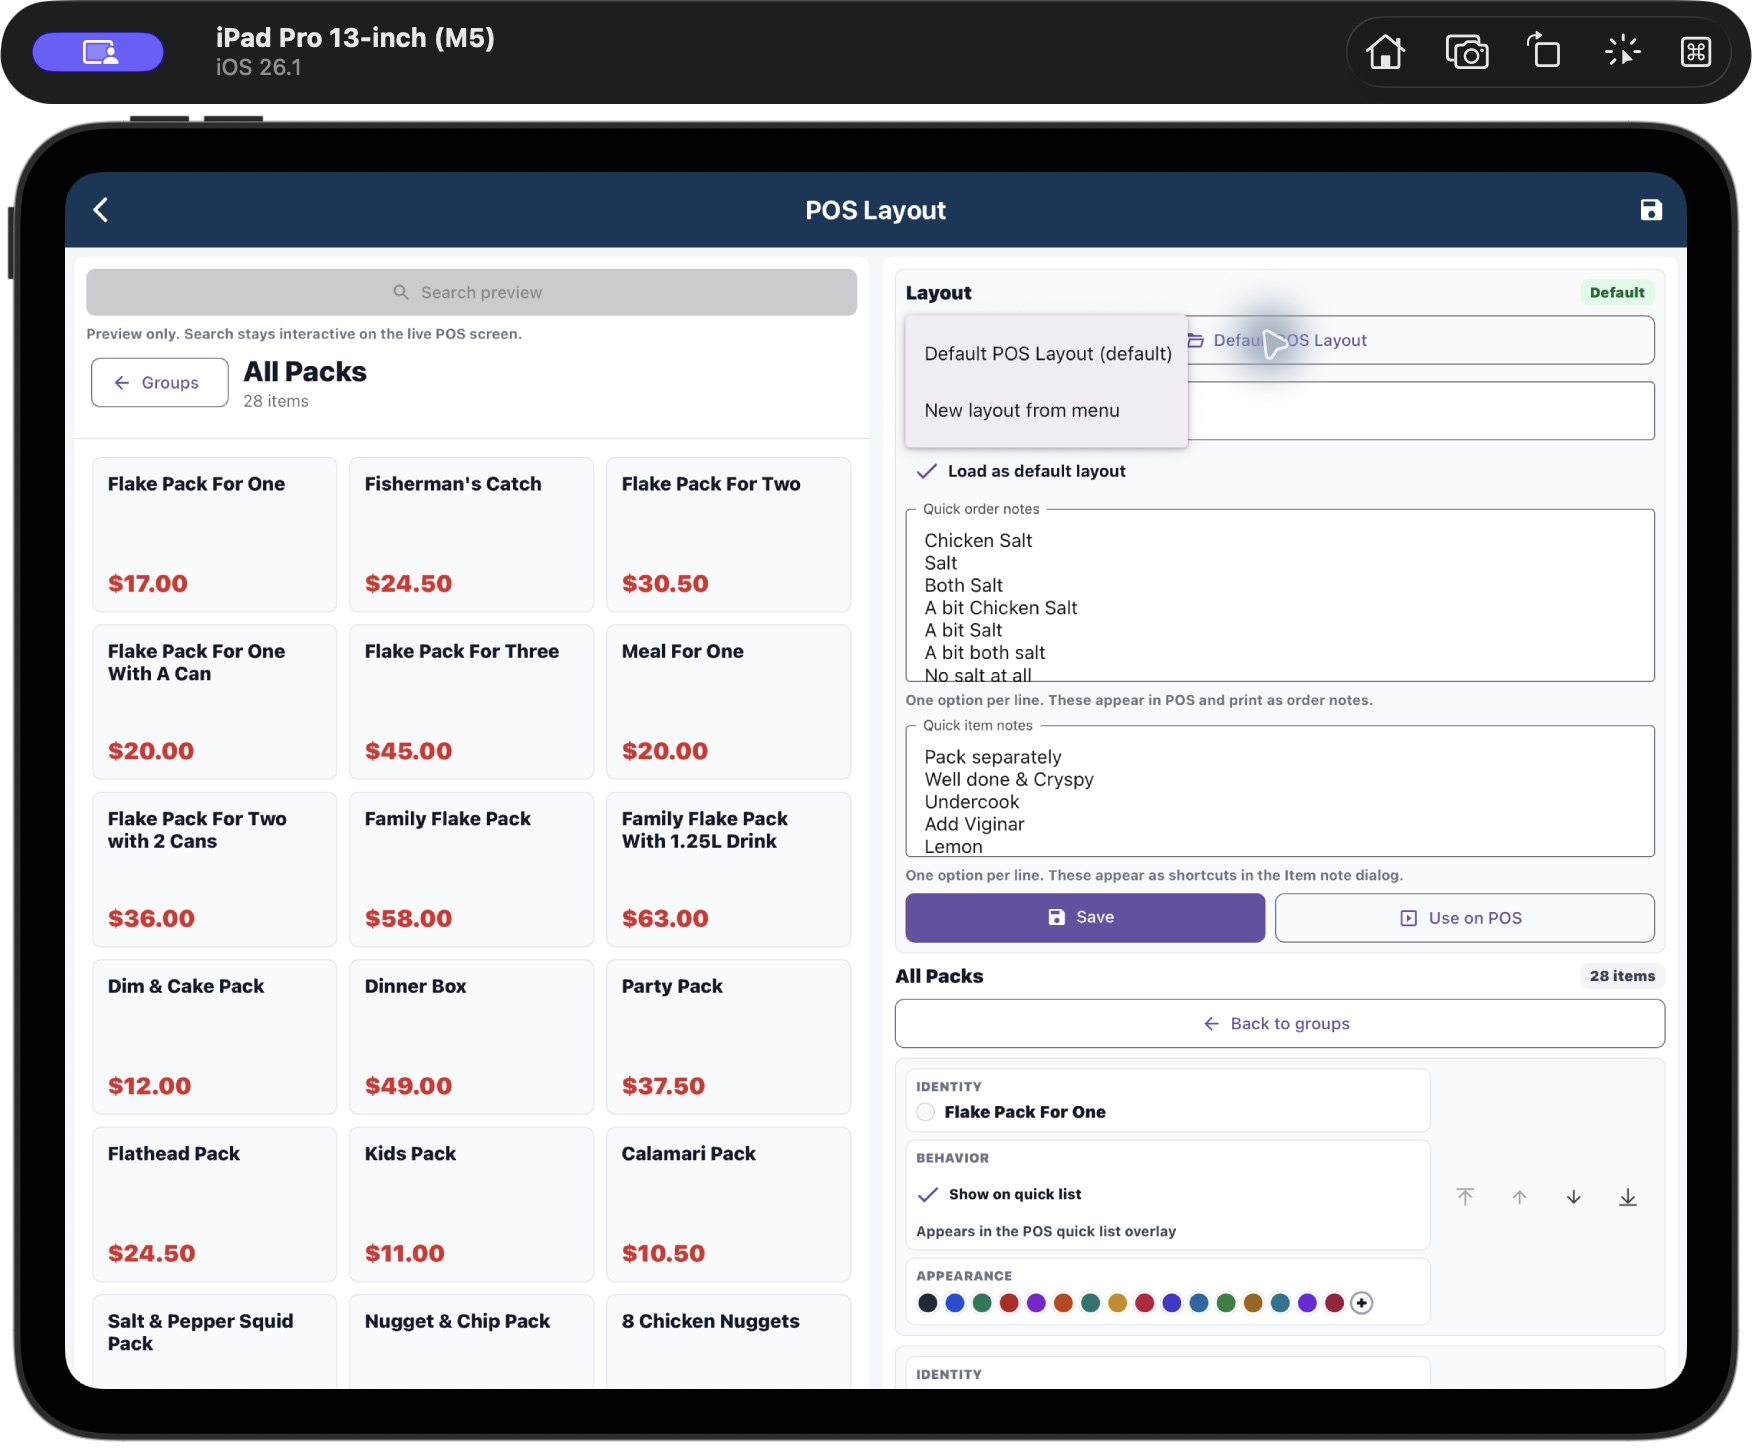 iPad Pro 13-inch (M5)
iOS 26.1
POS Layout
Search preview
Preview only. Search stays interactive on the live POS screen.
Groups
All Packs
28 items
Flake Pack For One
$17.00
Fisherman's Catch
$24.50
Flake Pack For Two
$30.50
Flake Pack For One
With A Can
$20.00
Flake Pack For Three
$45.00
Meal For One
$20.00
Flake Pack For Two
with 2 Cans
$36.00
Family Flake Pack
$58.00
Family Flake Pack
With 1.25L Drink
$63.00
Dim & Cake Pack
$12.00
Dinner Box
$49.00
Party Pack
$37.50
Flathead Pack
$24.50
Kids Pack
$11.00
Calamari Pack
$10.50
Salt & Pepper Squid
Pack
Nugget & Chip Pack
8 Chicken Nuggets
Layout
Default
Default POS Layout
Default POS Layout (default)
New layout from menu
Load as default layout
Quick order notes
Chicken Salt
Salt
Both Salt
A bit Chicken Salt
A bit Salt
A bit both salt
No salt at all
One option per line. These appear in POS and print as order notes.
Quick item notes
Pack separately
Well done & Cryspy
Undercook
Add Viginar
Lemon
One option per line. These appear as shortcuts in the Item note dialog.
Save
Use on POS
All Packs
28 items
Back to groups
IDENTITY
Flake Pack For One
BEHAVIOR
Show on quick list
Appears in the POS quick list overlay
APPEARANCE
IDENTITY